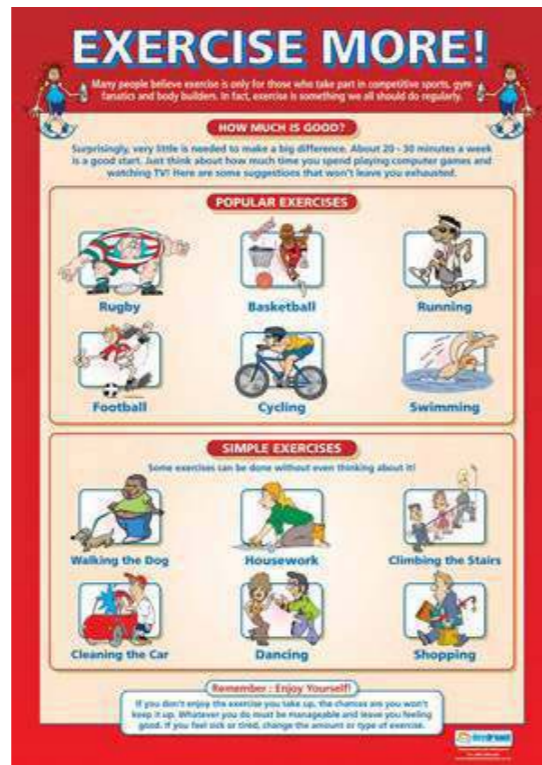 EXERCISE MORE!
Many people believe exercise is only for those who take part in competitive sports, gym
fanatics and body builders. In fact, exercise is something we all should do regularly.
HOW MUCH IS GOOD?
Surprisingly, very little is needed to make a big difference. About 20 - 30 minutes a week
is a good start. Just think about how much time you spend playing computer games and
watching TV! Here are some suggestions that won't leave you exhausted.
POPULAR EXERCISES
Rugby
Basketball
Running
Football
Cycling
Swimming
SIMPLE EXERCISES
Some exercises can be done without even thinking about it!
Walking the Dog
Housework
Climbing the Stairs
Cleaning the Car
Dancing
Shopping
Remember : Enjoy Yourself!
If you don't enjoy the exercise you take up, the chances are you won't
keep it up. Whatever you do must be manageable and leave you feeling
good. If you feel sick or tired, change the amount or type of exercise.